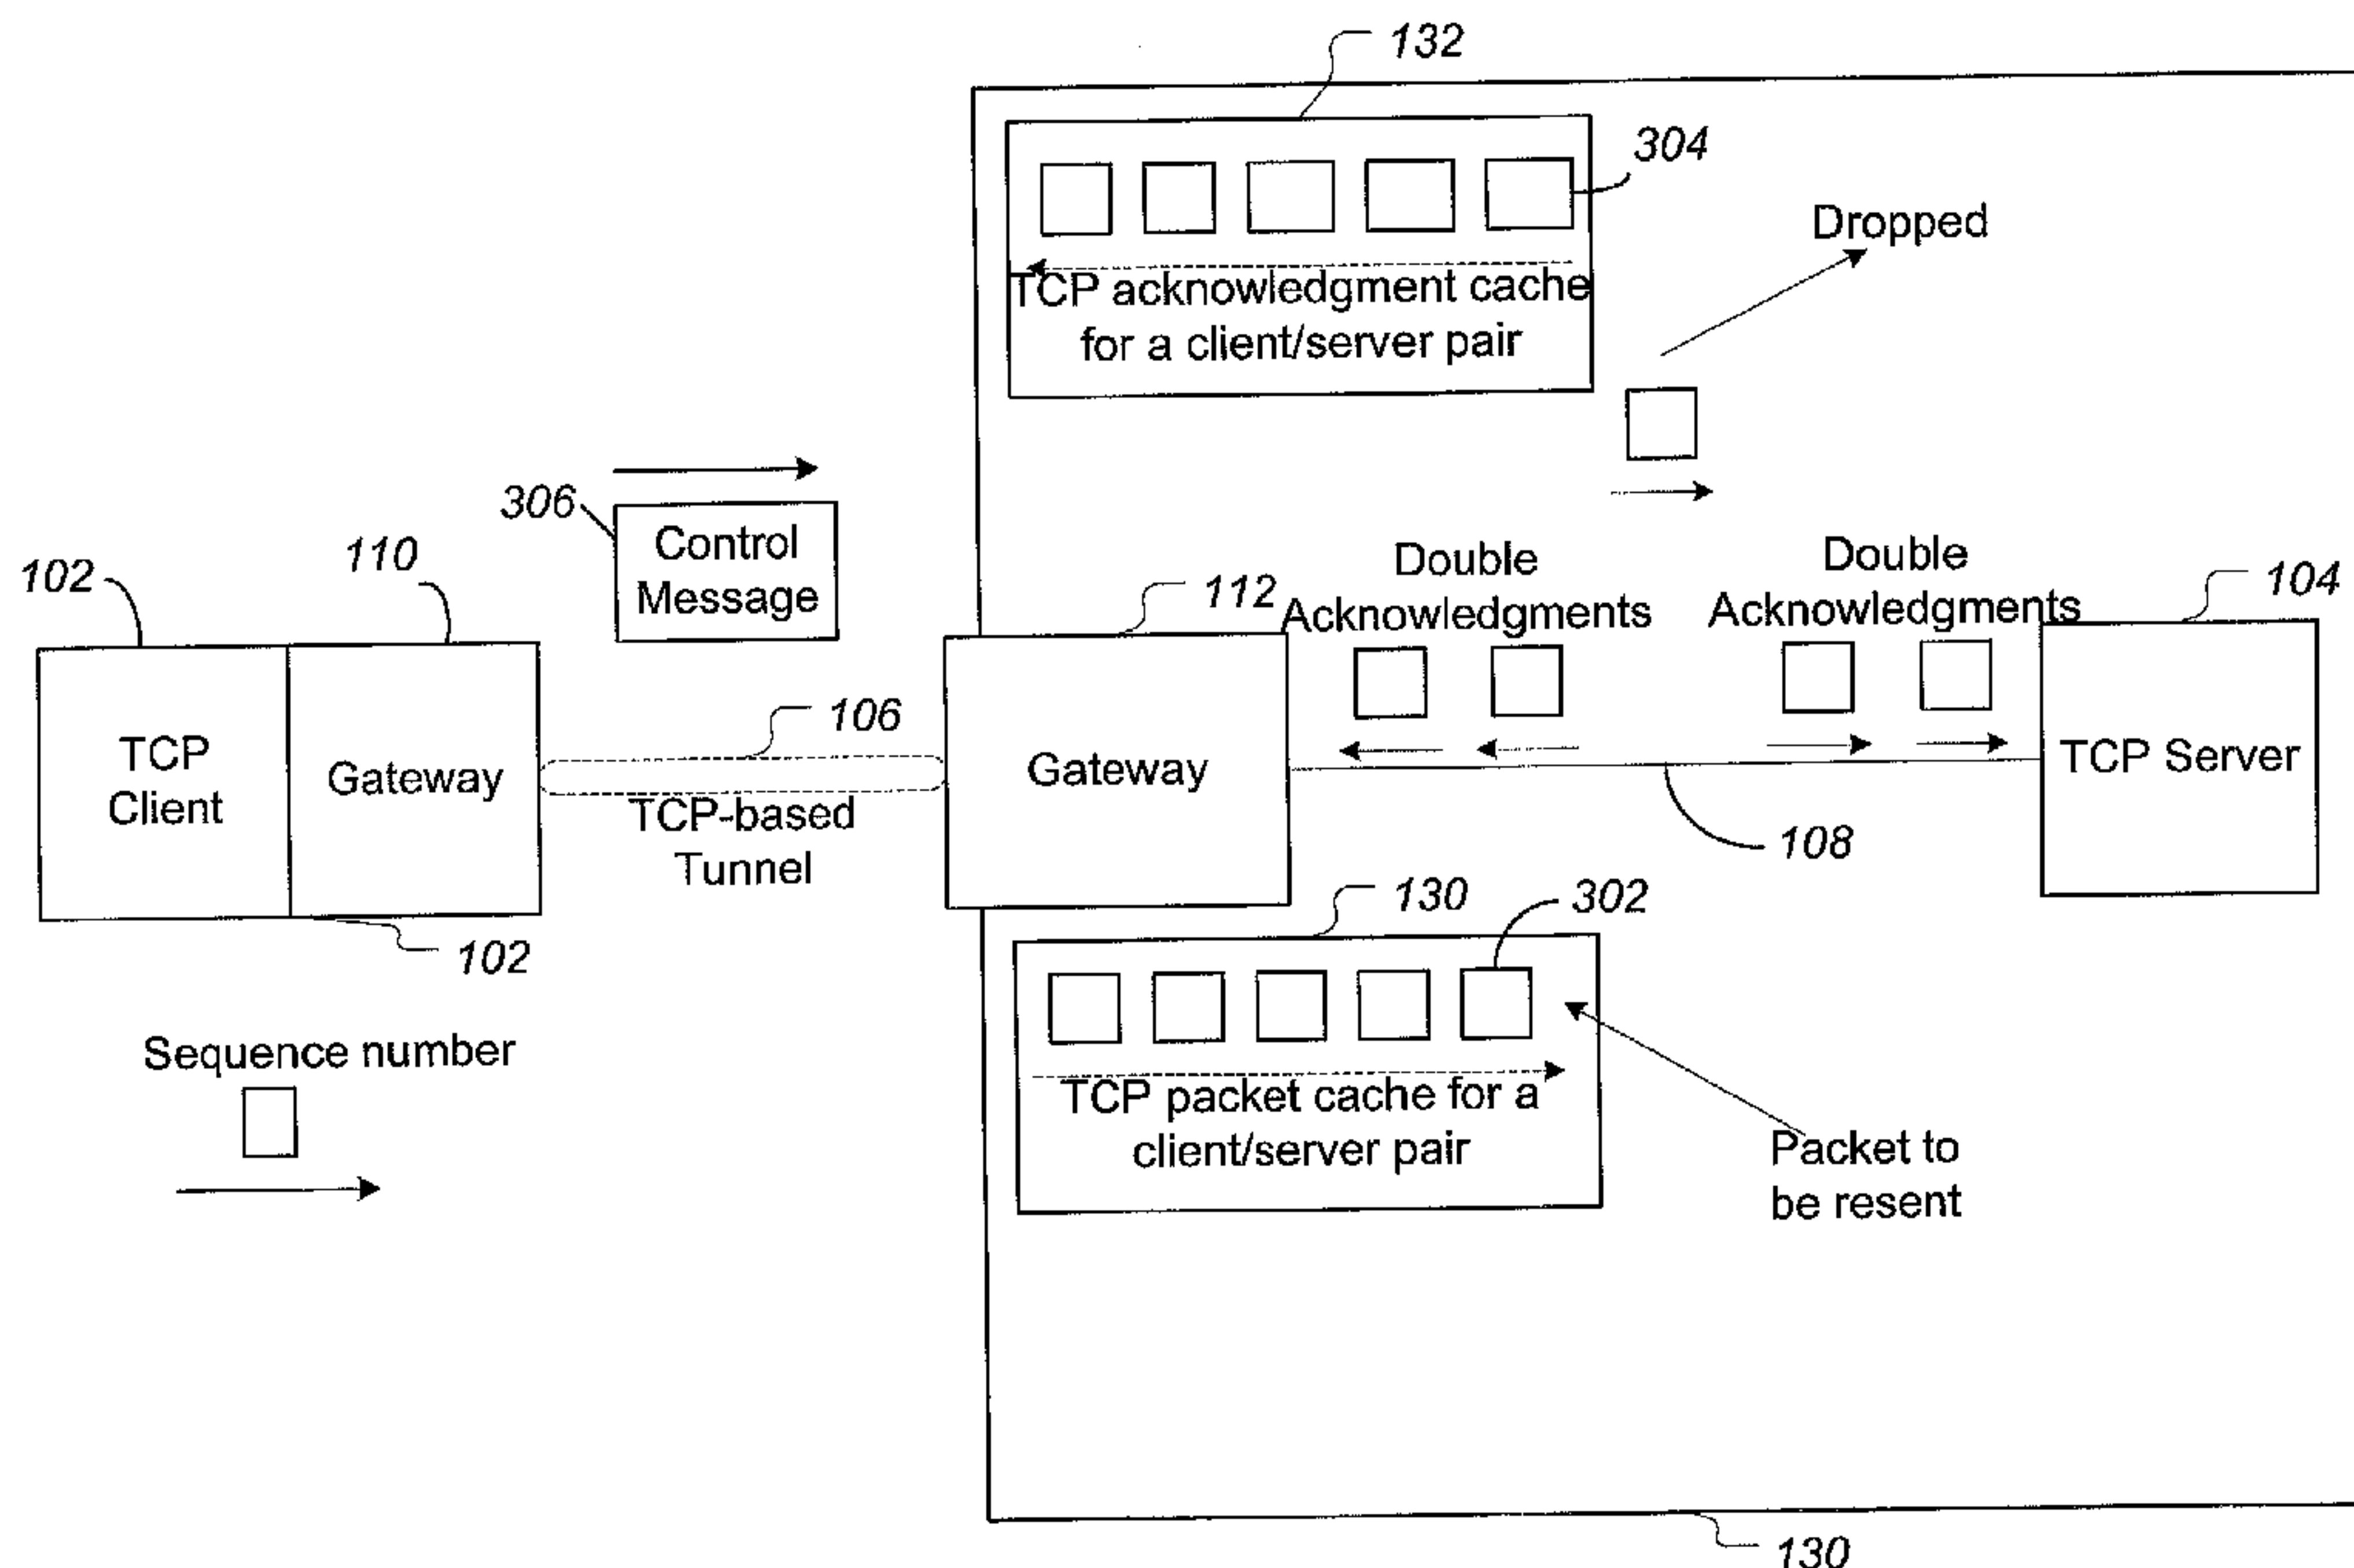 132
304
Dropped
TCP acknowledgment cache
for a client/server pair
306
Control
Message
102
110
112
Double
Acknowledgments
Double
Acknowledgments
104
TCP
Client
Gateway
106
TCP-based
Tunnel
Gateway
TCP Server
108
102
130
302
Sequence number
TCP packet cache for a
client/server pair
Packet to
be resent
130